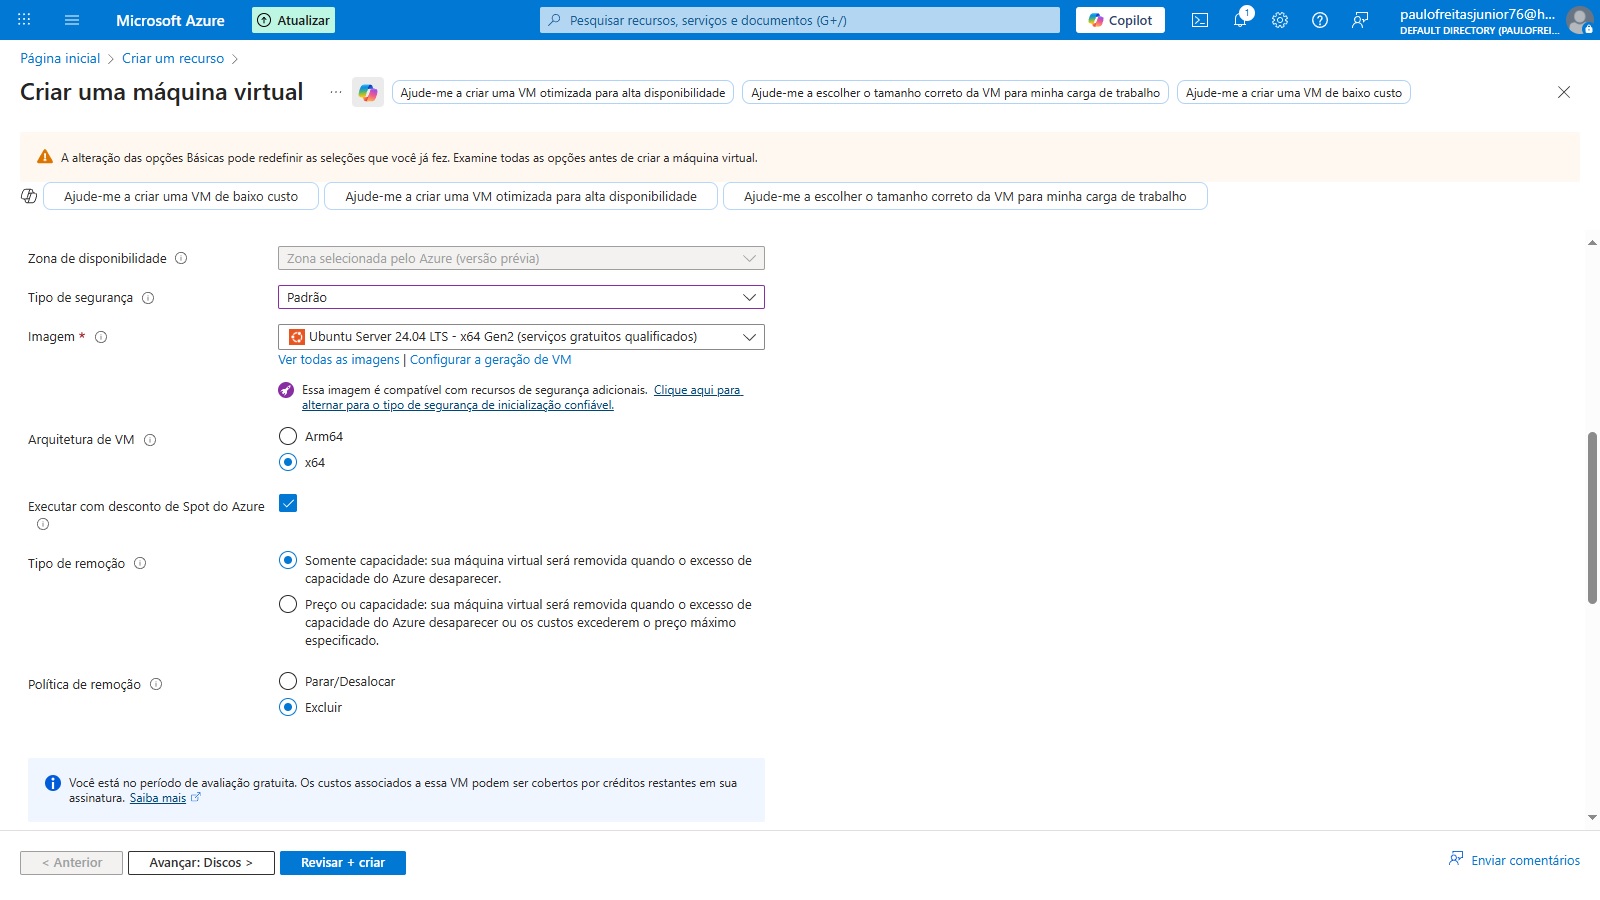 Microsoft Azure
Atualizar
Pesquisar recursos, serviços e documentos (G+/)
Copilot
1
paulofreitasjunior76@h...
DEFAULT DIRECTORY (PAULOFREI...
Página inicial > Criar um recurso >
Criar uma máquina virtual
...
Ajude-me a criar uma VM otimizada para alta disponibilidade
Ajude-me a escolher o tamanho correto da VM para minha carga de trabalho
Ajude-me a criar uma VM de baixo custo
A alteração das opções Básicas pode redefinir as seleções que você já fez. Examine todas as opções antes de criar a máquina virtual.
Ajude-me a criar uma VM de baixo custo
Ajude-me a criar uma VM otimizada para alta disponibilidade
Ajude-me a escolher o tamanho correto da VM para minha carga de trabalho
Zona de disponibilidade
Zona selecionada pelo Azure (versão prévia)
Tipo de segurança
Padrão
Imagem *
Ubuntu Server 24.04 LTS - x64 Gen2 (serviços gratuitos qualificados)
Ver todas as imagens | Configurar a geração de VM
Essa imagem é compatível com recursos de segurança adicionais. Clique aqui para
alternar para o tipo de segurança de inicialização confiável.
Arquitetura de VM
Arm64
x64
Executar com desconto de Spot do Azure
Tipo de remoção
Somente capacidade: sua máquina virtual será removida quando o excesso de
capacidade do Azure desaparecer.
Preço ou capacidade: sua máquina virtual será removida quando o excesso de
capacidade do Azure desaparecer ou os custos excederem o preço máximo
especificado.
Política de remoção
Parar/Desalocar
Excluir
Você está no período de avaliação gratuita. Os custos associados a essa VM podem ser cobertos por créditos restantes em sua
assinatura. Saiba mais
< Anterior
Avançar: Discos >
Revisar + criar
Enviar comentários